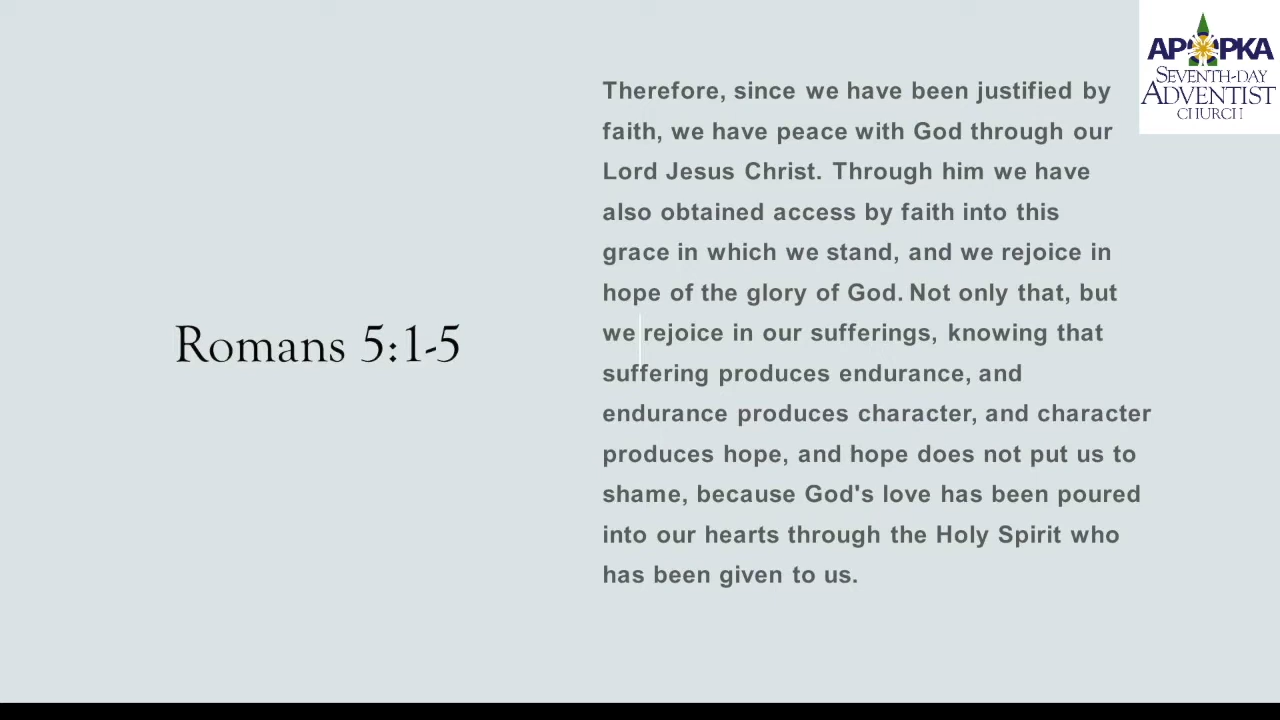 Romans 5:1-5
Therefore, since we have been justified by
faith, we have peace with God through our
Lord Jesus Christ. Through him we have
also obtained access by faith into this
grace in which we stand, and we rejoice in
hope of the glory of God. Not only that, but
we rejoice in our sufferings, knowing that
suffering produces endurance, and
endurance produces character, and character
produces hope, and hope does not put us to
shame, because God's love has been poured
into our hearts through the Holy Spirit who
has been given to us.
APOPKA
SEVENTH-DAY
ADVENTIST
CHURCH